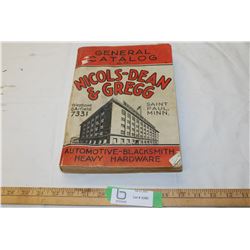 GENERAL
CATALOG
NICOLS-DEAN
& GREGG
TELEPHONE
GARFIELD
7331
SAINT
PAUL,
MINN.
AUTOMOTIVE-BLACKSMITH
HEAVY HARDWARE